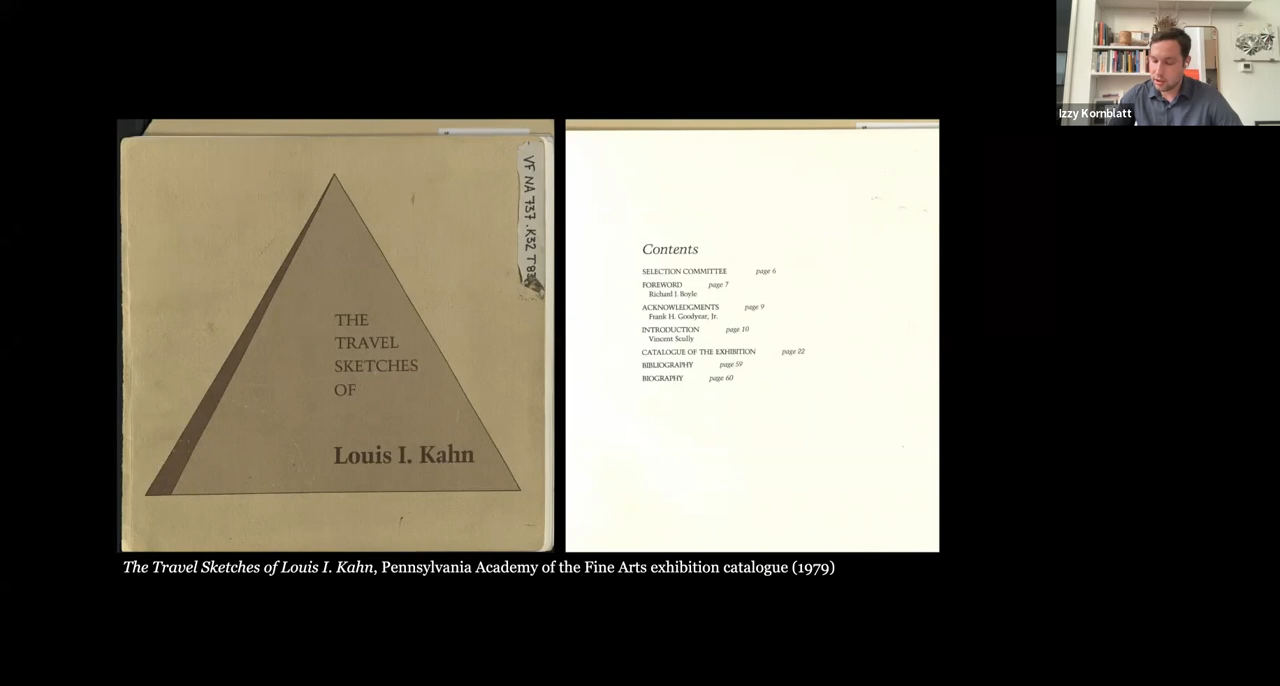 Izzy Kornblatt
VF NA 737 .K32 T83
THE
TRAVEL
SKETCHES
OF
Louis I. Kahn
Contents
SELECTION COMMITTEE page 6
FOREWORD page 7
Richard J. Boyle
ACKNOWLEDGMENTS page 9
Frank H. Goodyear, Jr.
INTRODUCTION page 10
Vincent Scully
CATALOGUE OF THE EXHIBITION page 22
BIBLIOGRAPHY page 59
BIOGRAPHY page 60
The Travel Sketches of Louis I. Kahn, Pennsylvania Academy of the Fine Arts exhibition catalogue (1979)